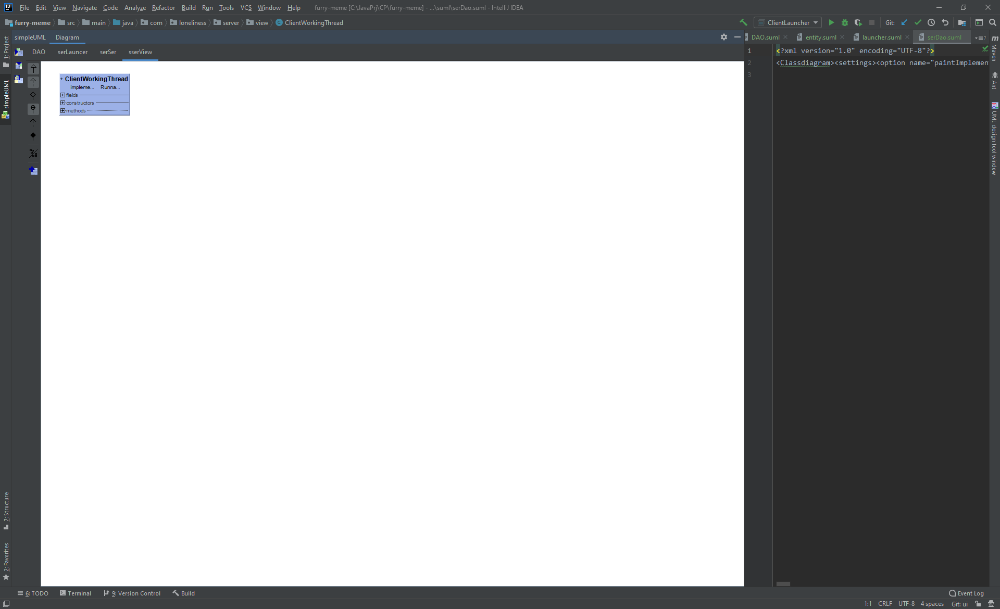 File Edit View Navigate Code Analyze Refactor Build Run Tools VCS Window Help furry-meme [C:\JavaPrj\CP\furry-meme] - ...\suml\serDao.suml - IntelliJ IDEA
furry-meme src main java com loneliness server view ClientWorkingThread ClientLauncher Git:
simpleUML Diagram DAO.suml entity.suml launcher.suml serDao.suml
DAO serLauncer serSer sserView
1 <?xml version="1.0" encoding="UTF-8"?>
2 <Classdiagram><settings><option name="paintImplemen
3
+ ClientWorkingThread
impleme... Runna...
fields
constructors
methods
1: Project
simpleUML
7: Structure
2: Favorites
Maven
Ant
UML design tool window
6: TODO Terminal 9: Version Control Build Event Log
1:1 CRLF UTF-8 4 spaces Git: ui